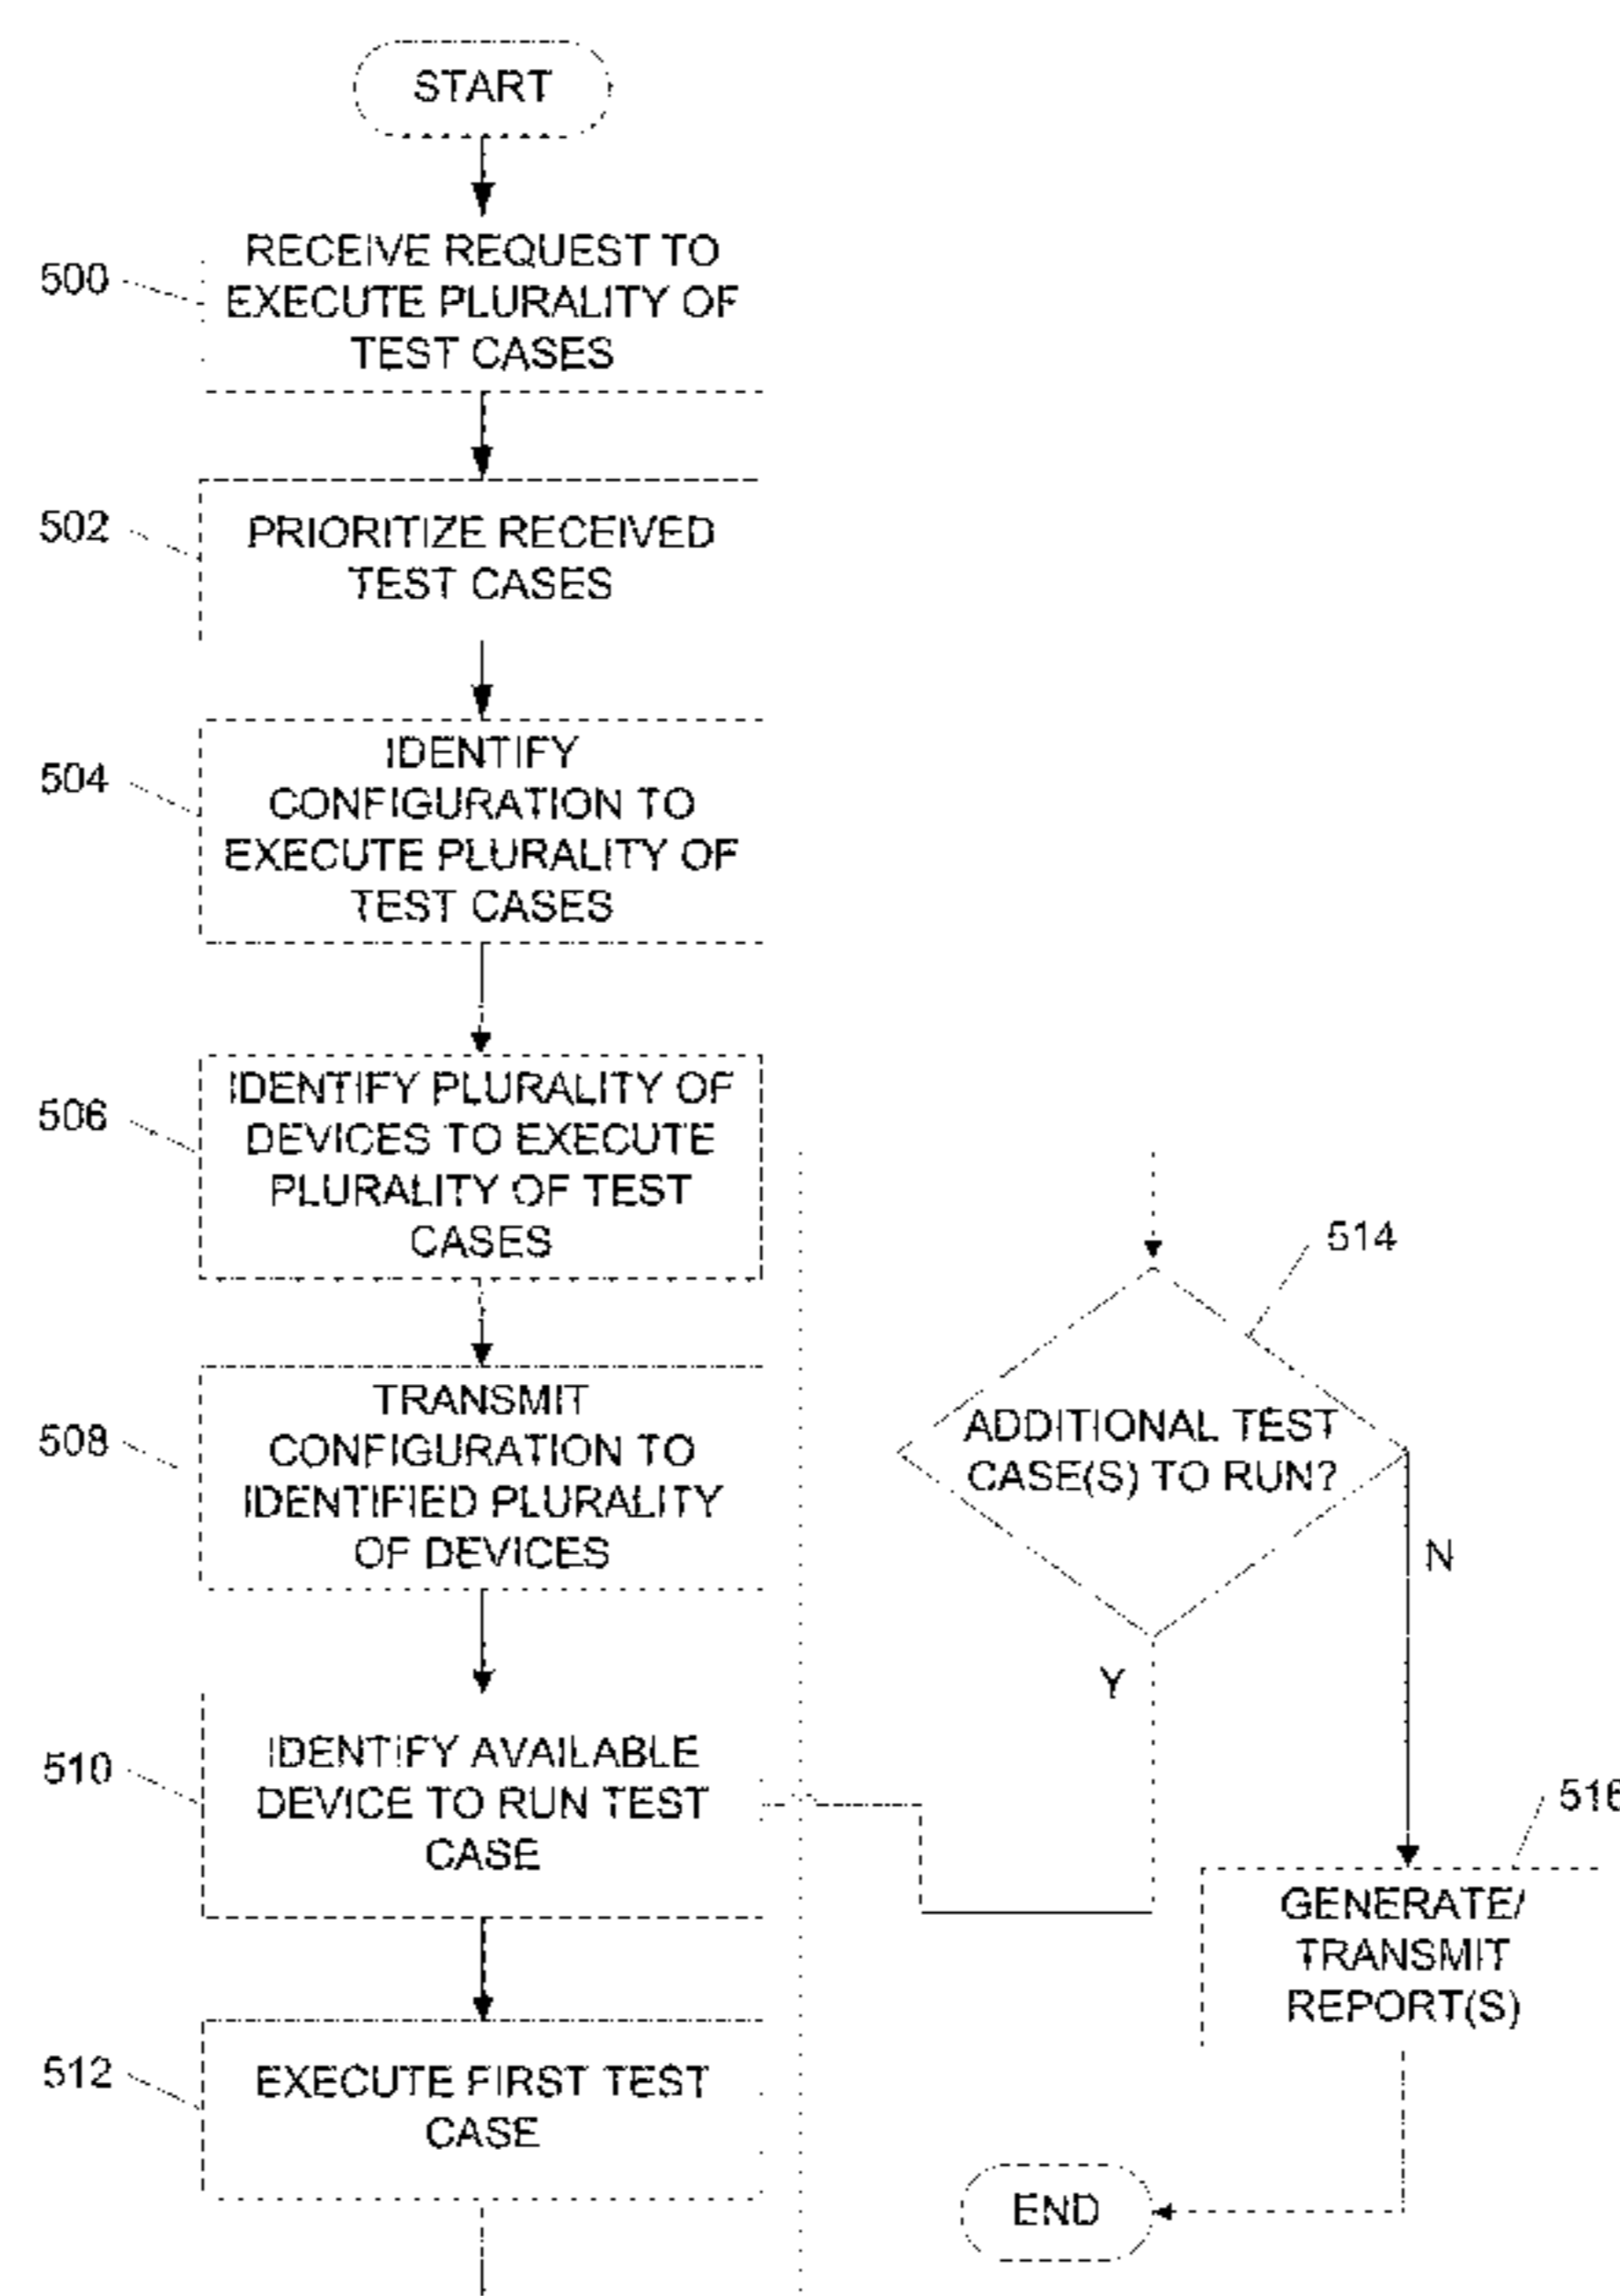 START
500
RECEIVE REQUEST TO
EXECUTE PLURALITY OF
TEST CASES
502
PRIORITIZE RECEIVED
TEST CASES
504
IDENTIFY
CONFIGURATION TO
EXECUTE PLURALITY OF
TEST CASES
506
IDENTIFY PLURALITY OF
DEVICES TO EXECUTE
PLURALITY OF TEST
CASES
508
TRANSMIT
CONFIGURATION TO
IDENTIFIED PLURALITY
OF DEVICES
510
IDENTIFY AVAILABLE
DEVICE TO RUN TEST
CASE
512
EXECUTE FIRST TEST
CASE
514
ADDITIONAL TEST
CASE(S) TO RUN?
Y
N
516
GENERATE/
TRANSMIT
REPORT(S)
END